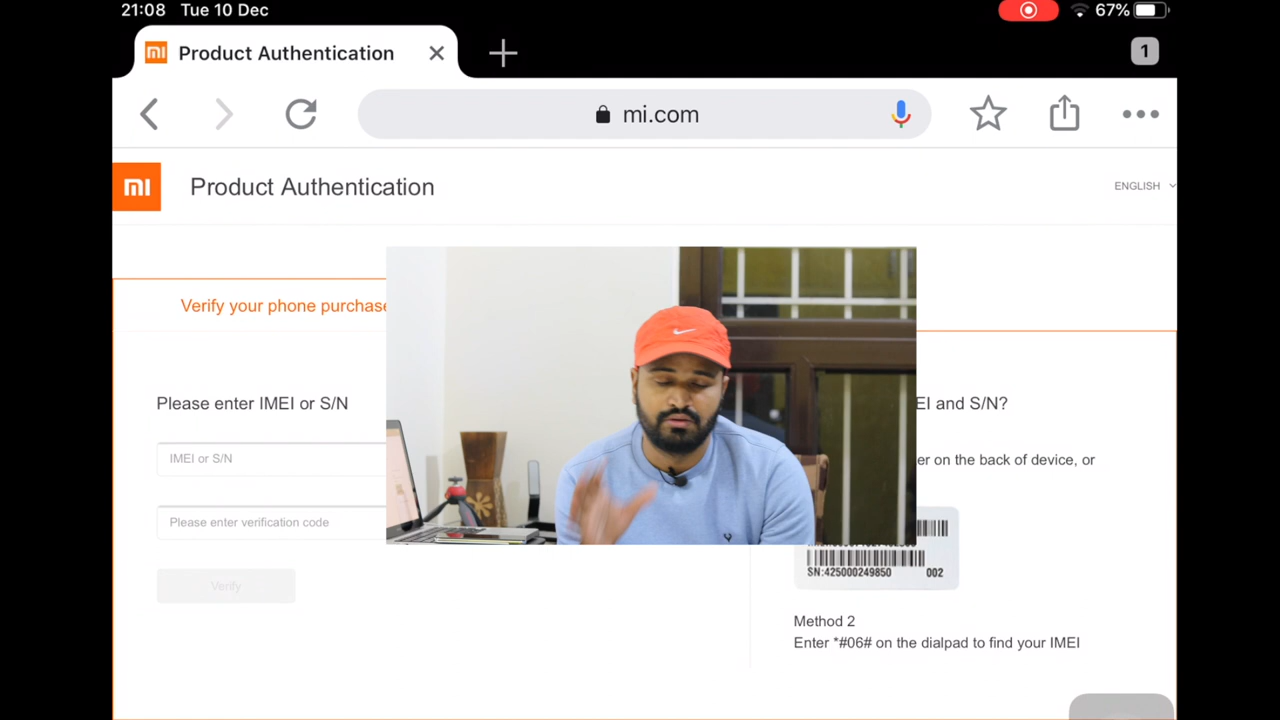 21:08 Tue 10 Dec
67%
mi Product Authentication
1
mi.com
mi Product Authentication
ENGLISH
Verify your phone purchase
Please enter IMEI or S/N
EI and S/N?
IMEI or S/N
er on the back of device, or
Please enter verification code
SN:425000249850 002
Verify
Method 2
Enter *#06# on the dialpad to find your IMEI